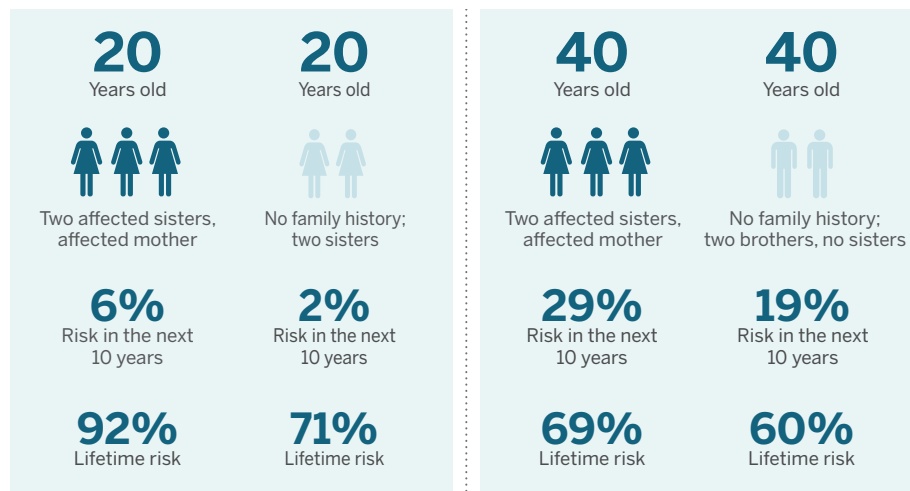 20
Years old
Two affected sisters,
affected mother
6%
Risk in the next
10 years
92%
Lifetime risk
20
Years old
No family history;
two sisters
2%
Risk in the next
10 years
71%
Lifetime risk
40
Years old
Two affected sisters,
affected mother
29%
Risk in the next
10 years
69%
Lifetime risk
40
Years old
No family history;
two brothers, no sisters
19%
Risk in the next
10 years
60%
Lifetime risk